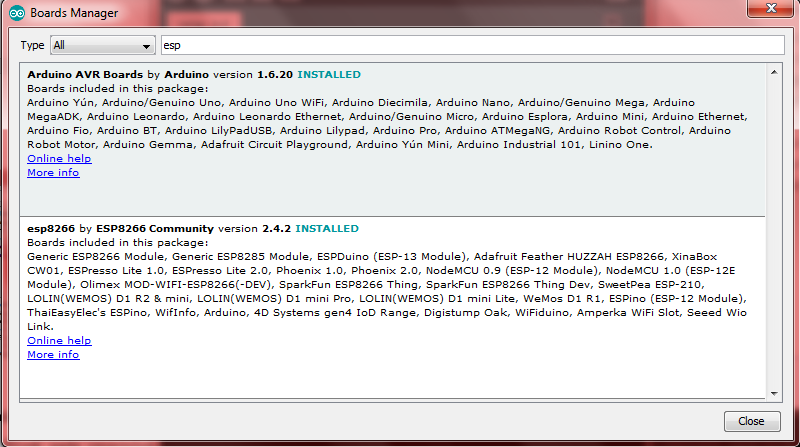 Boards Manager
Type All esp
Arduino AVR Boards by Arduino version 1.6.20 INSTALLED
Boards included in this package:
Arduino Yún, Arduino/Genuino Uno, Arduino Uno WiFi, Arduino Diecimila, Arduino Nano, Arduino/Genuino Mega, Arduino
MegaADK, Arduino Leonardo, Arduino Leonardo Ethernet, Arduino/Genuino Micro, Arduino Esplora, Arduino Mini, Arduino Ethernet,
Arduino Fio, Arduino BT, Arduino LilyPadUSB, Arduino Lilypad, Arduino Pro, Arduino ATMegaNG, Arduino Robot Control, Arduino
Robot Motor, Arduino Gemma, Adafruit Circuit Playground, Arduino Yún Mini, Arduino Industrial 101, Linino One.
Online help
More info
esp8266 by ESP8266 Community version 2.4.2 INSTALLED
Boards included in this package:
Generic ESP8266 Module, Generic ESP8285 Module, ESPDuino (ESP-13 Module), Adafruit Feather HUZZAH ESP8266, XinaBox
CW01, ESPresso Lite 1.0, ESPresso Lite 2.0, Phoenix 1.0, Phoenix 2.0, NodeMCU 0.9 (ESP-12 Module), NodeMCU 1.0 (ESP-12E
Module), Olimex MOD-WIFI-ESP8266(-DEV), SparkFun ESP8266 Thing, SparkFun ESP8266 Thing Dev, SweetPea ESP-210,
LOLIN(WEMOS) D1 R2 & mini, LOLIN(WEMOS) D1 mini Pro, LOLIN(WEMOS) D1 mini Lite, WeMos D1 R1, ESPino (ESP-12 Module),
ThaiEasyElec's ESPino, WifInfo, Arduino, 4D Systems gen4 IoD Range, Digistump Oak, WiFiduino, Amperka WiFi Slot, Seeed Wio
Link.
Online help
More info
Close